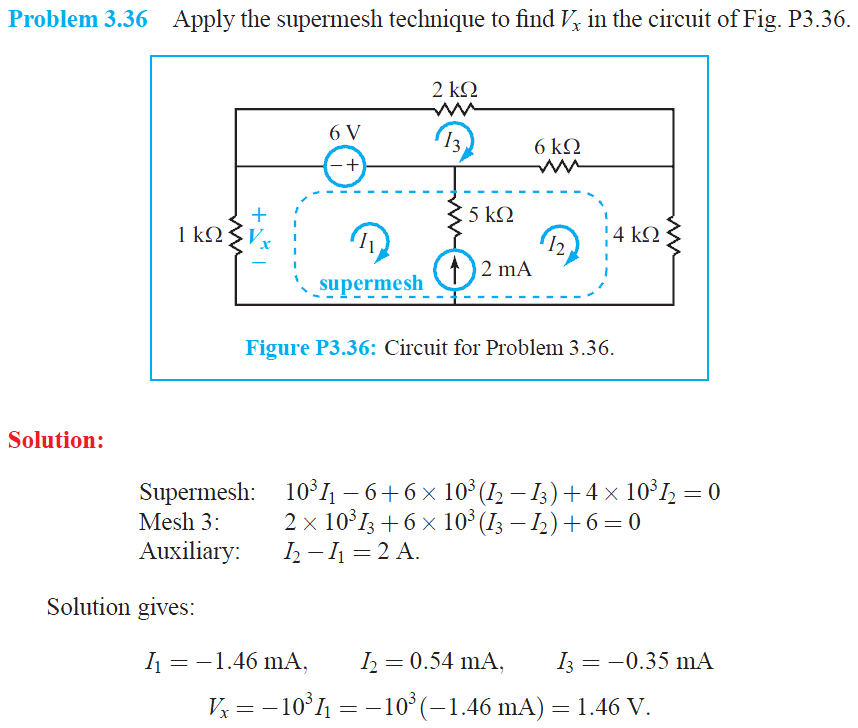 Problem 3.36 Apply the supermesh technique to find Vₓ in the circuit of Fig. P3.36.
2 kΩ
6 V
I₃
6 kΩ
− +
+
5 kΩ
1 kΩ
Vₓ
I₁
I₂
4 kΩ
−
2 mA
supermesh
Figure P3.36: Circuit for Problem 3.36.
Solution:
Supermesh: 10³I₁ − 6 + 6 × 10³(I₂ − I₃) + 4 × 10³I₂ = 0
Mesh 3: 2 × 10³I₃ + 6 × 10³(I₃ − I₂) + 6 = 0
Auxiliary: I₂ − I₁ = 2 A.
Solution gives:
I₁ = −1.46 mA, I₂ = 0.54 mA, I₃ = −0.35 mA
Vₓ = −10³I₁ = −10³(−1.46 mA) = 1.46 V.